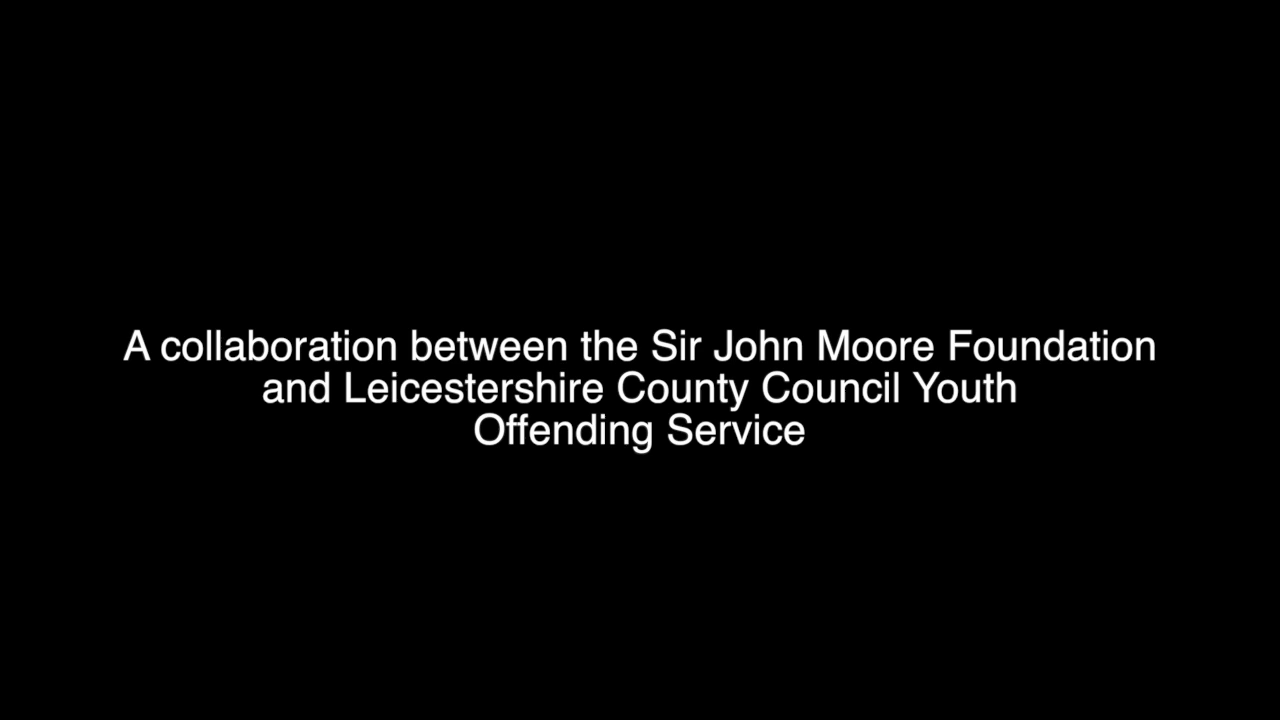 A collaboration between the Sir John Moore Foundation
and Leicestershire County Council Youth
Offending Service